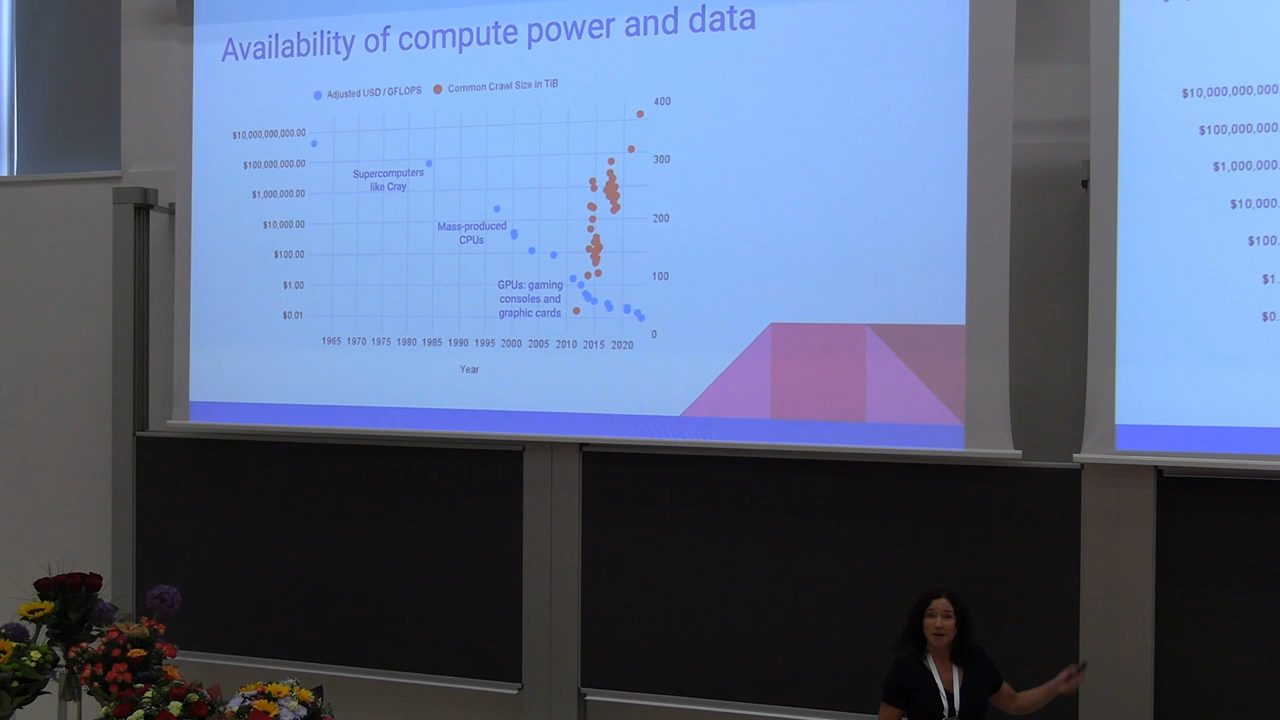 Availability of compute power and data
Adjusted USD / GFLOPS
Common Crawl Size in TiB
$10,000,000,000.00
$100,000,000.00
$1,000,000.00
$10,000.00
$100.00
$1.00
$0.01
Supercomputers
like Cray
Mass-produced
CPUs
GPUs: gaming
consoles and
graphic cards
400
300
200
100
0
1965 1970 1975 1980 1985 1990 1995 2000 2005 2010 2015 2020
Year
$10,000,000,000.
$100,000,000.
$1,000,000.
$10,000.
$100.
$1.
$0.